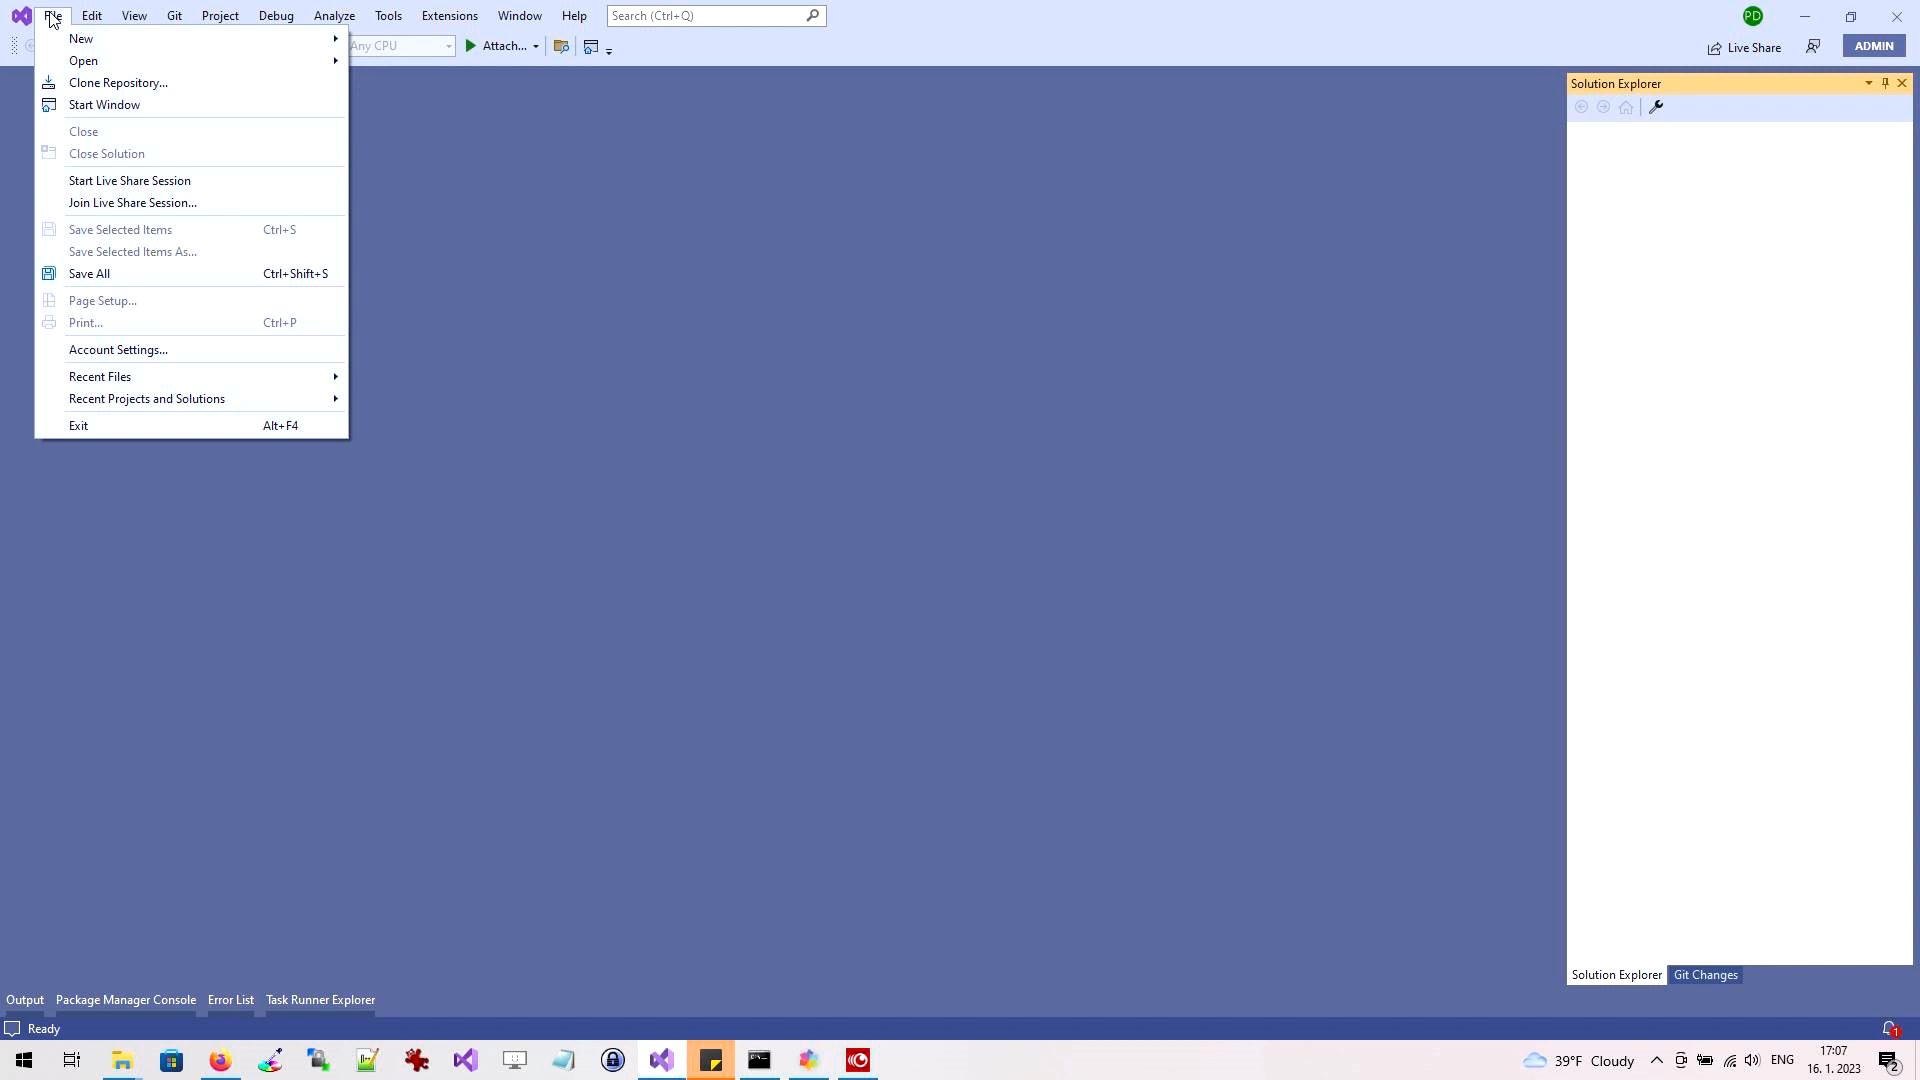 File Edit View Git Project Debug Analyze Tools Extensions Window Help Search (Ctrl+Q) PD
Any CPU Attach... Live Share ADMIN
New
Open
Clone Repository...
Start Window
Close
Close Solution
Start Live Share Session
Join Live Share Session...
Save Selected Items Ctrl+S
Save Selected Items As...
Save All Ctrl+Shift+S
Page Setup...
Print... Ctrl+P
Account Settings...
Recent Files
Recent Projects and Solutions
Exit Alt+F4
Solution Explorer
Solution Explorer Git Changes
Output Package Manager Console Error List Task Runner Explorer
Ready 1
39°F Cloudy ENG
17:07
16. 1. 2023
2